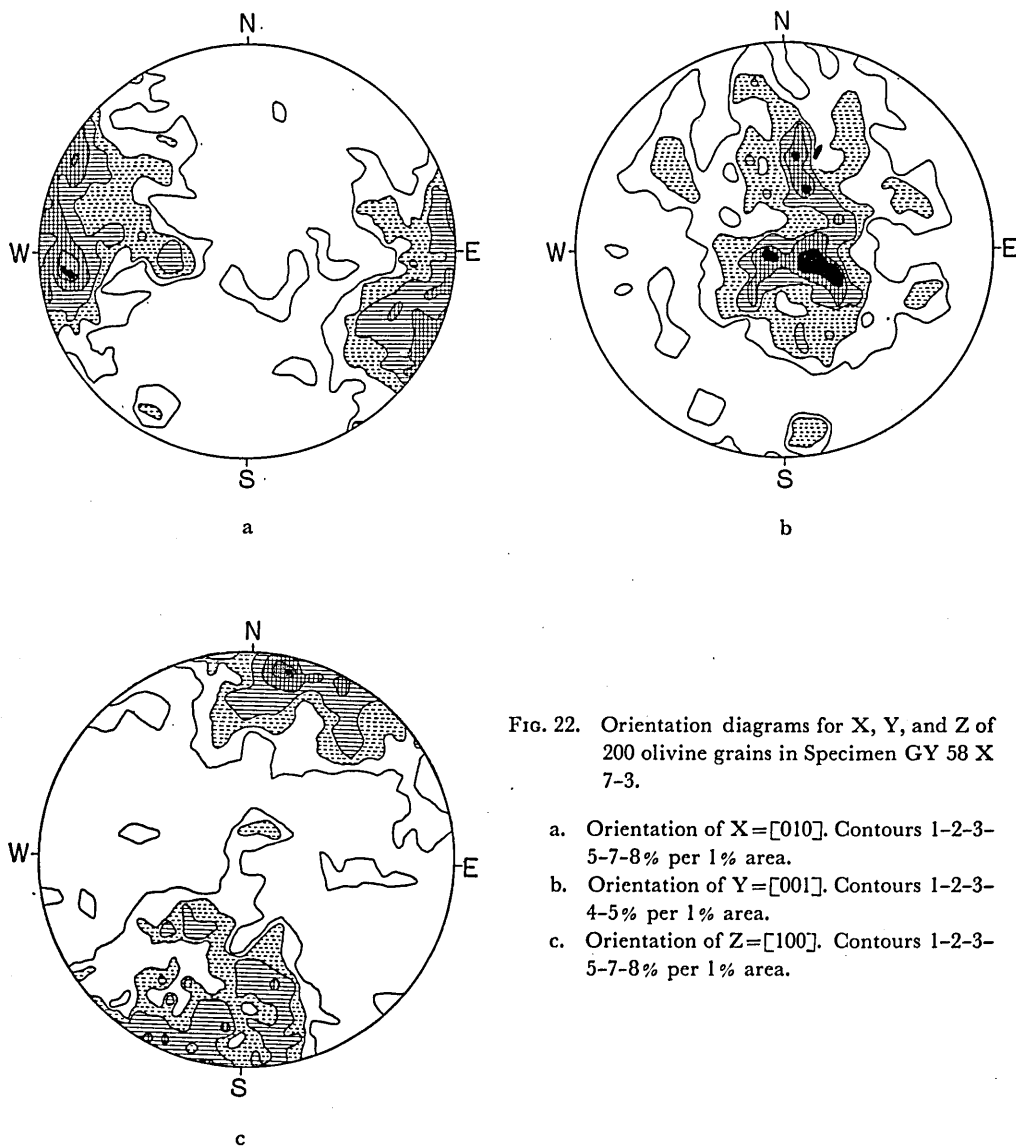 N
W
E
S
a
N
W
E
S
b
N
W
E
S
c
FIG. 22. Orientation diagrams for X, Y, and Z of
200 olivine grains in Specimen GY 58 X
7-3.
a. Orientation of X=[010]. Contours 1-2-3-
5-7-8% per 1% area.
b. Orientation of Y=[001]. Contours 1-2-3-
4-5% per 1% area.
c. Orientation of Z=[100]. Contours 1-2-3-
5-7-8% per 1% area.